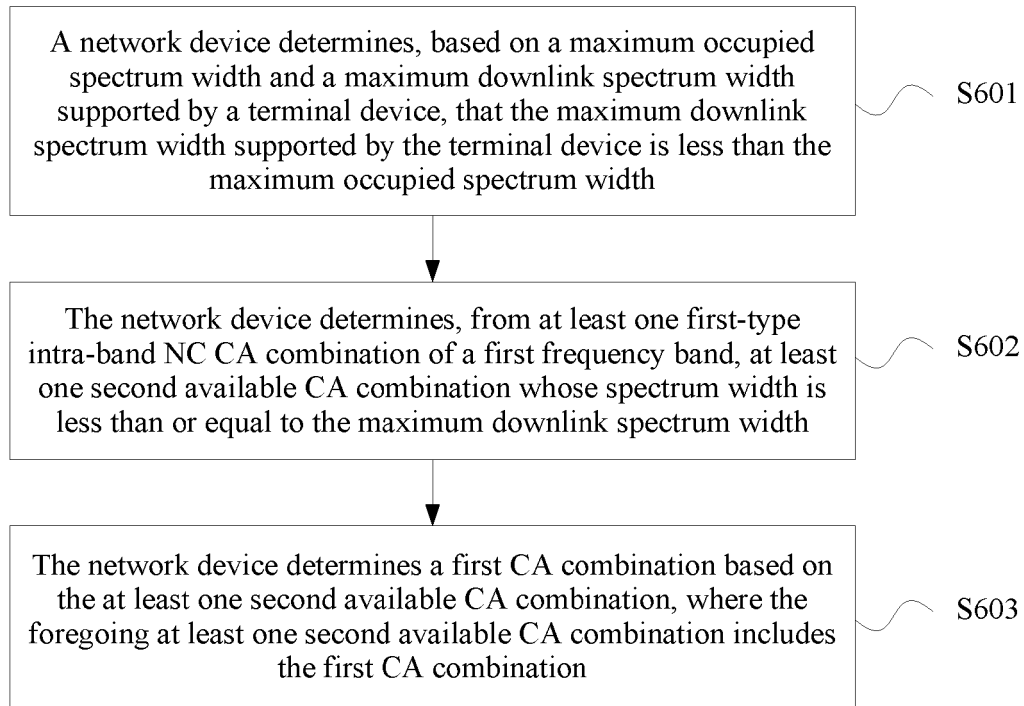 A network device determines, based on a maximum occupied
spectrum width and a maximum downlink spectrum width
supported by a terminal device, that the maximum downlink
spectrum width supported by the terminal device is less than the
maximum occupied spectrum width
S601
The network device determines, from at least one first-type
intra-band NC CA combination of a first frequency band, at least
one second available CA combination whose spectrum width is
less than or equal to the maximum downlink spectrum width
S602
The network device determines a first CA combination based on
the at least one second available CA combination, where the
foregoing at least one second available CA combination includes
the first CA combination
S603